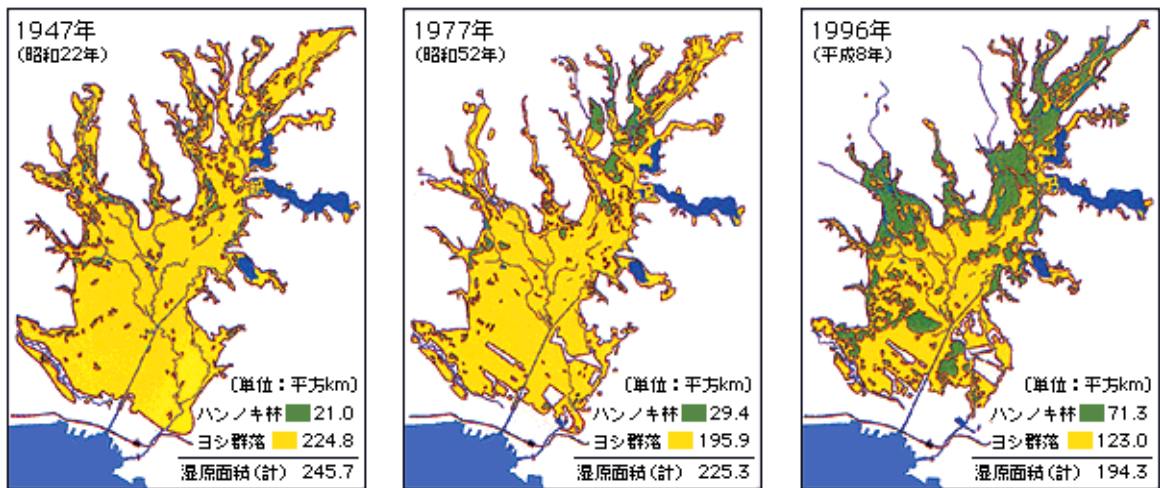 1947年
(昭和22年)
(単位：平方km)
ハンノキ林 21.0
ヨシ群落 224.8
湿原面積(計) 245.7
1977年
(昭和52年)
(単位：平方km)
ハンノキ林 29.4
ヨシ群落 195.9
湿原面積(計) 225.3
1996年
(平成8年)
(単位：平方km)
ハンノキ林 71.3
ヨシ群落 123.0
湿原面積(計) 194.3